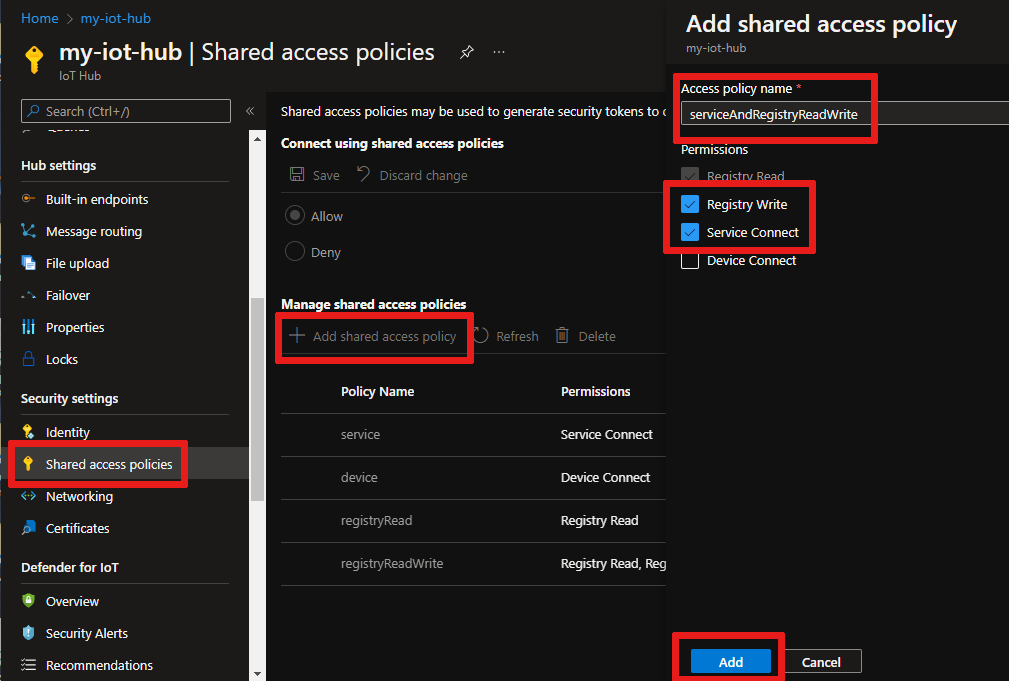 Home > my-iot-hub
my-iot-hub | Shared access policies ...
IoT Hub
Search (Ctrl+/)
«
Queries
Hub settings
Built-in endpoints
Message routing
File upload
Failover
Properties
Locks
Security settings
Identity
Shared access policies
Networking
Certificates
Defender for IoT
Overview
Security Alerts
Recommendations
Shared access policies may be used to generate security tokens to
Connect using shared access policies
Save Discard change
Allow
Deny
Manage shared access policies
+ Add shared access policy Refresh Delete
Policy Name Permissions
service Service Connect
device Device Connect
registryRead Registry Read
registryReadWrite Registry Read, Reg
Add shared access policy
my-iot-hub
Access policy name *
serviceAndRegistryReadWrite
Permissions
Registry Read
Registry Write
Service Connect
Device Connect
Add Cancel